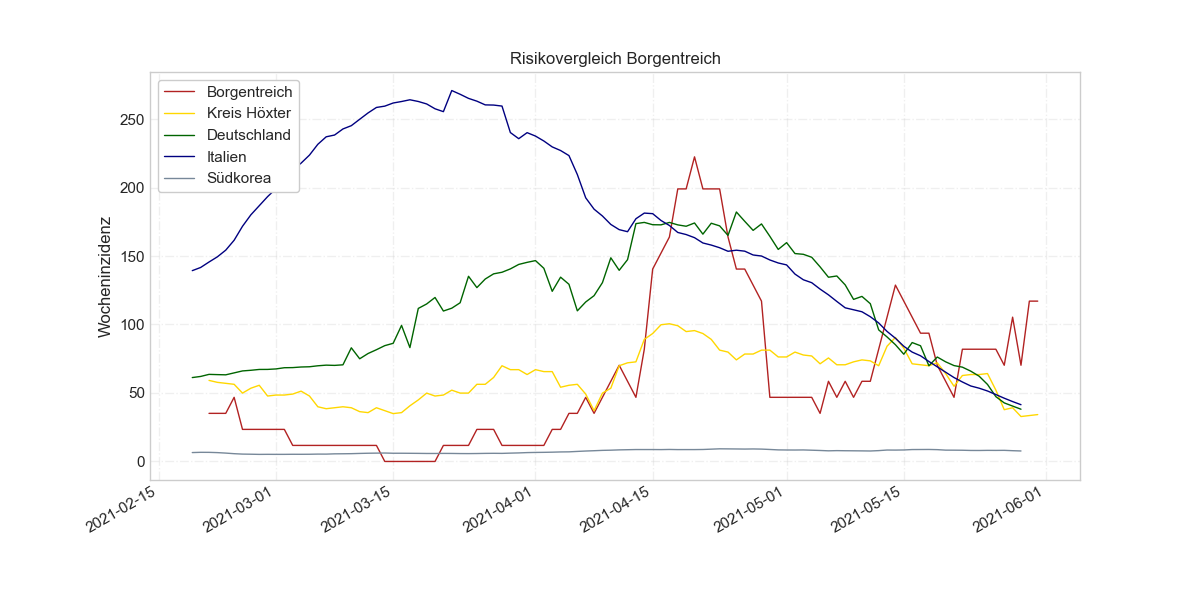 Risikovergleich Borgentreich
Borgentreich
Kreis Höxter
Deutschland
Italien
Südkorea
Wocheninzidenz
250
200
150
100
50
0
2021-02-15
2021-03-01
2021-03-15
2021-04-01
2021-04-15
2021-05-01
2021-05-15
2021-06-01